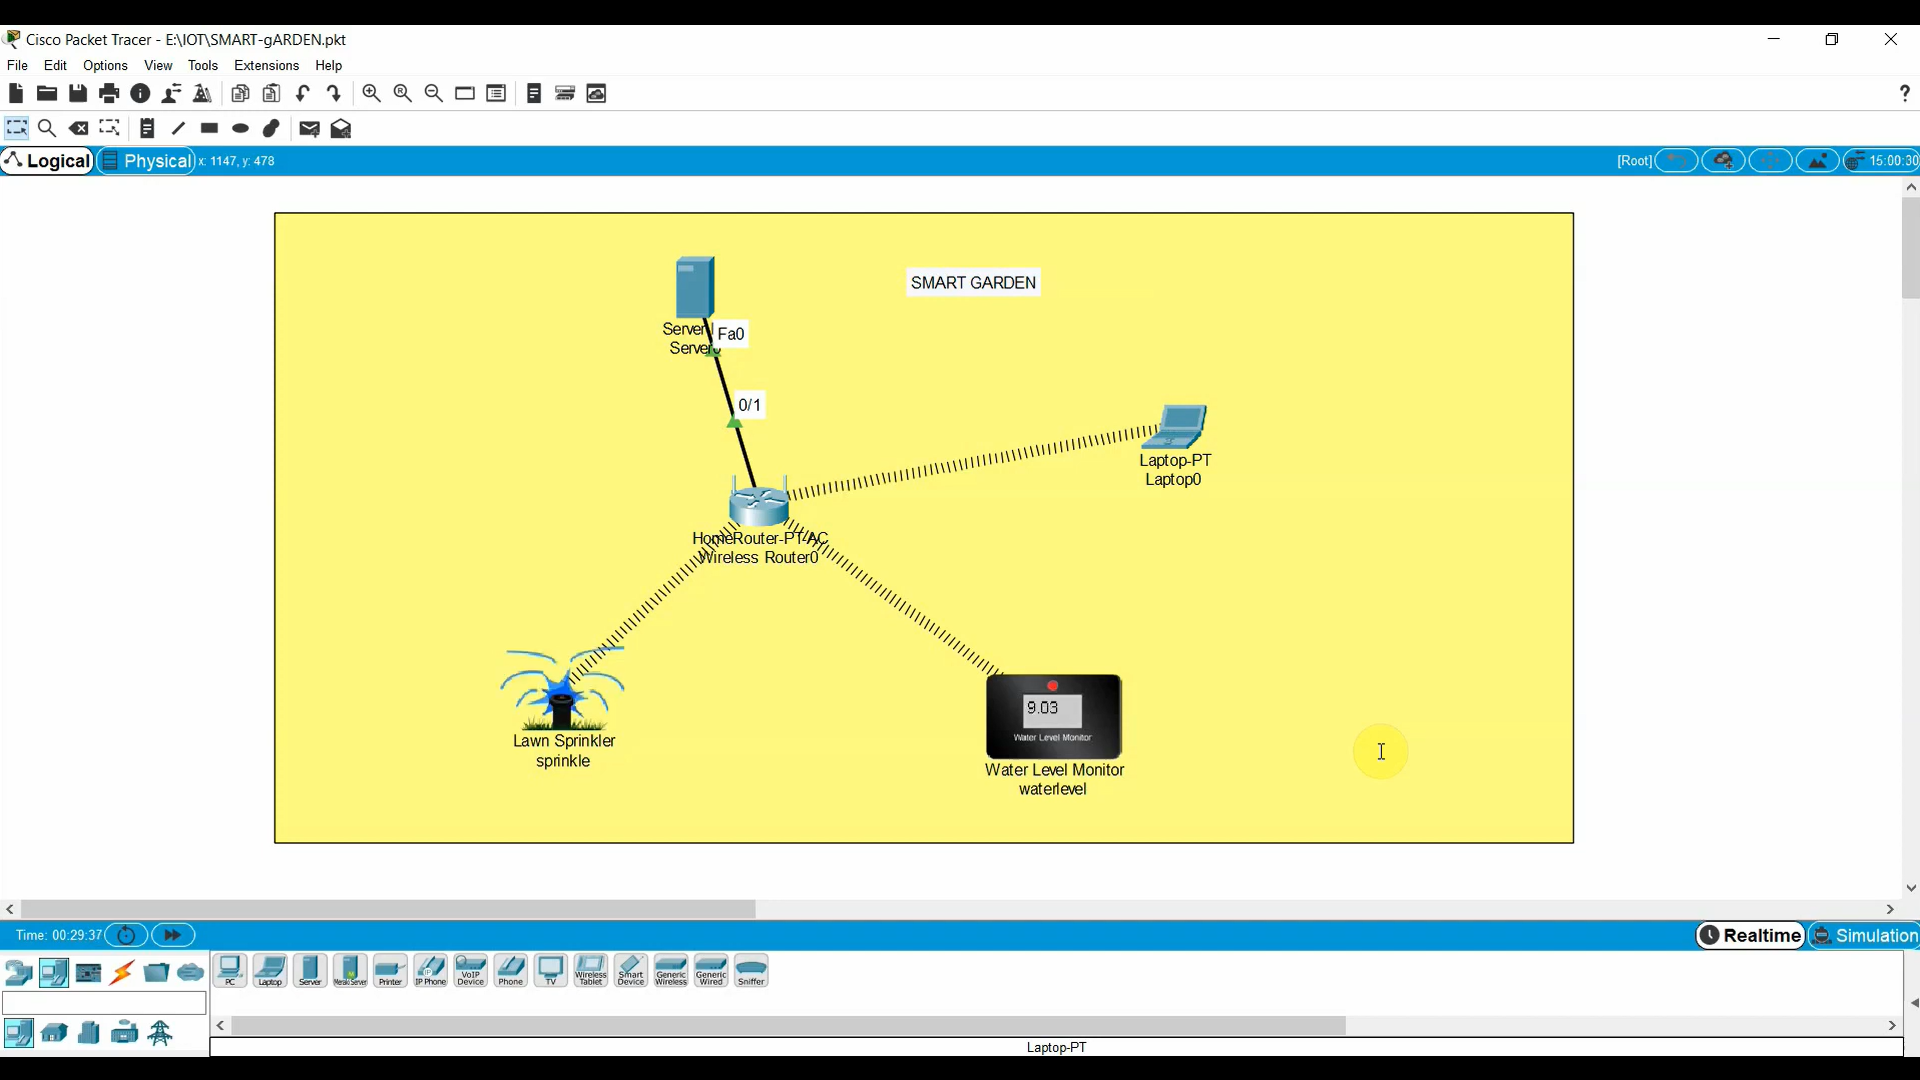 Cisco Packet Tracer - E:\IOT\SMART-gARDEN.pkt
File Edit Options View Tools Extensions Help
?
Logical Physical x: 1147, y: 478 [Root] 15:00:30
SMART GARDEN
Server
Server0
Fa0
0/1
Laptop-PT
Laptop0
HomeRouter-PT-AC
Wireless Router0
9.03
Water Level Monitor
Lawn Sprinkler
sprinkle
Water Level Monitor
waterlevel
Time: 00:29:37 Realtime Simulation
PC Laptop Server Meraki Server Printer IP Phone VoIP Device Phone TV Wireless Tablet Smart Device Generic Wireless Generic Wired Sniffer
Laptop-PT